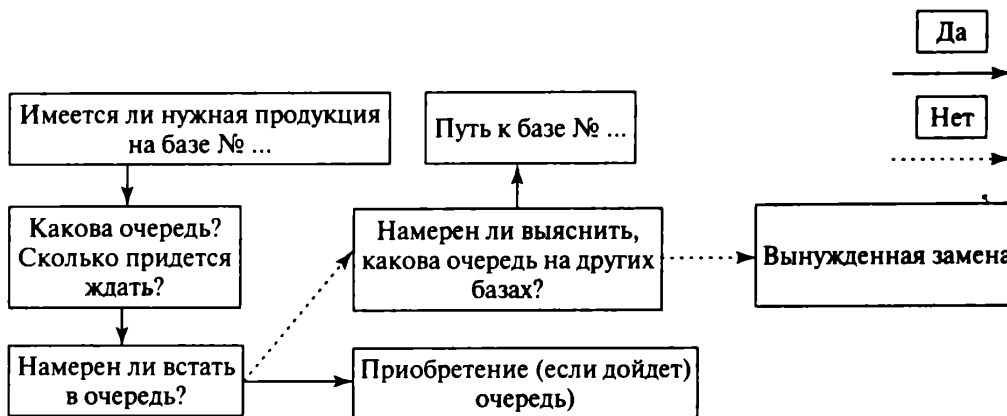 Да
Имеется ли нужная продукция
на базе № ...
Путь к базе № ...
Нет
Какова очередь?
Сколько придется
ждать?
Намерен ли выяснить,
какова очередь на других
базах?
Вынужденная замена
Намерен ли встать
в очередь?
Приобретение (если дойдет)
очередь)